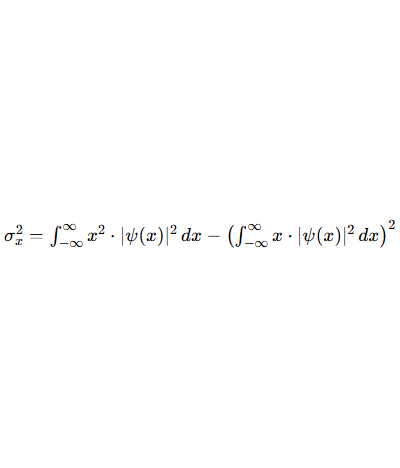 σ_x^2 = ∫_{-∞}^{∞} x^2 · |ψ(x)|^2 dx − (∫_{-∞}^{∞} x · |ψ(x)|^2 dx)^2